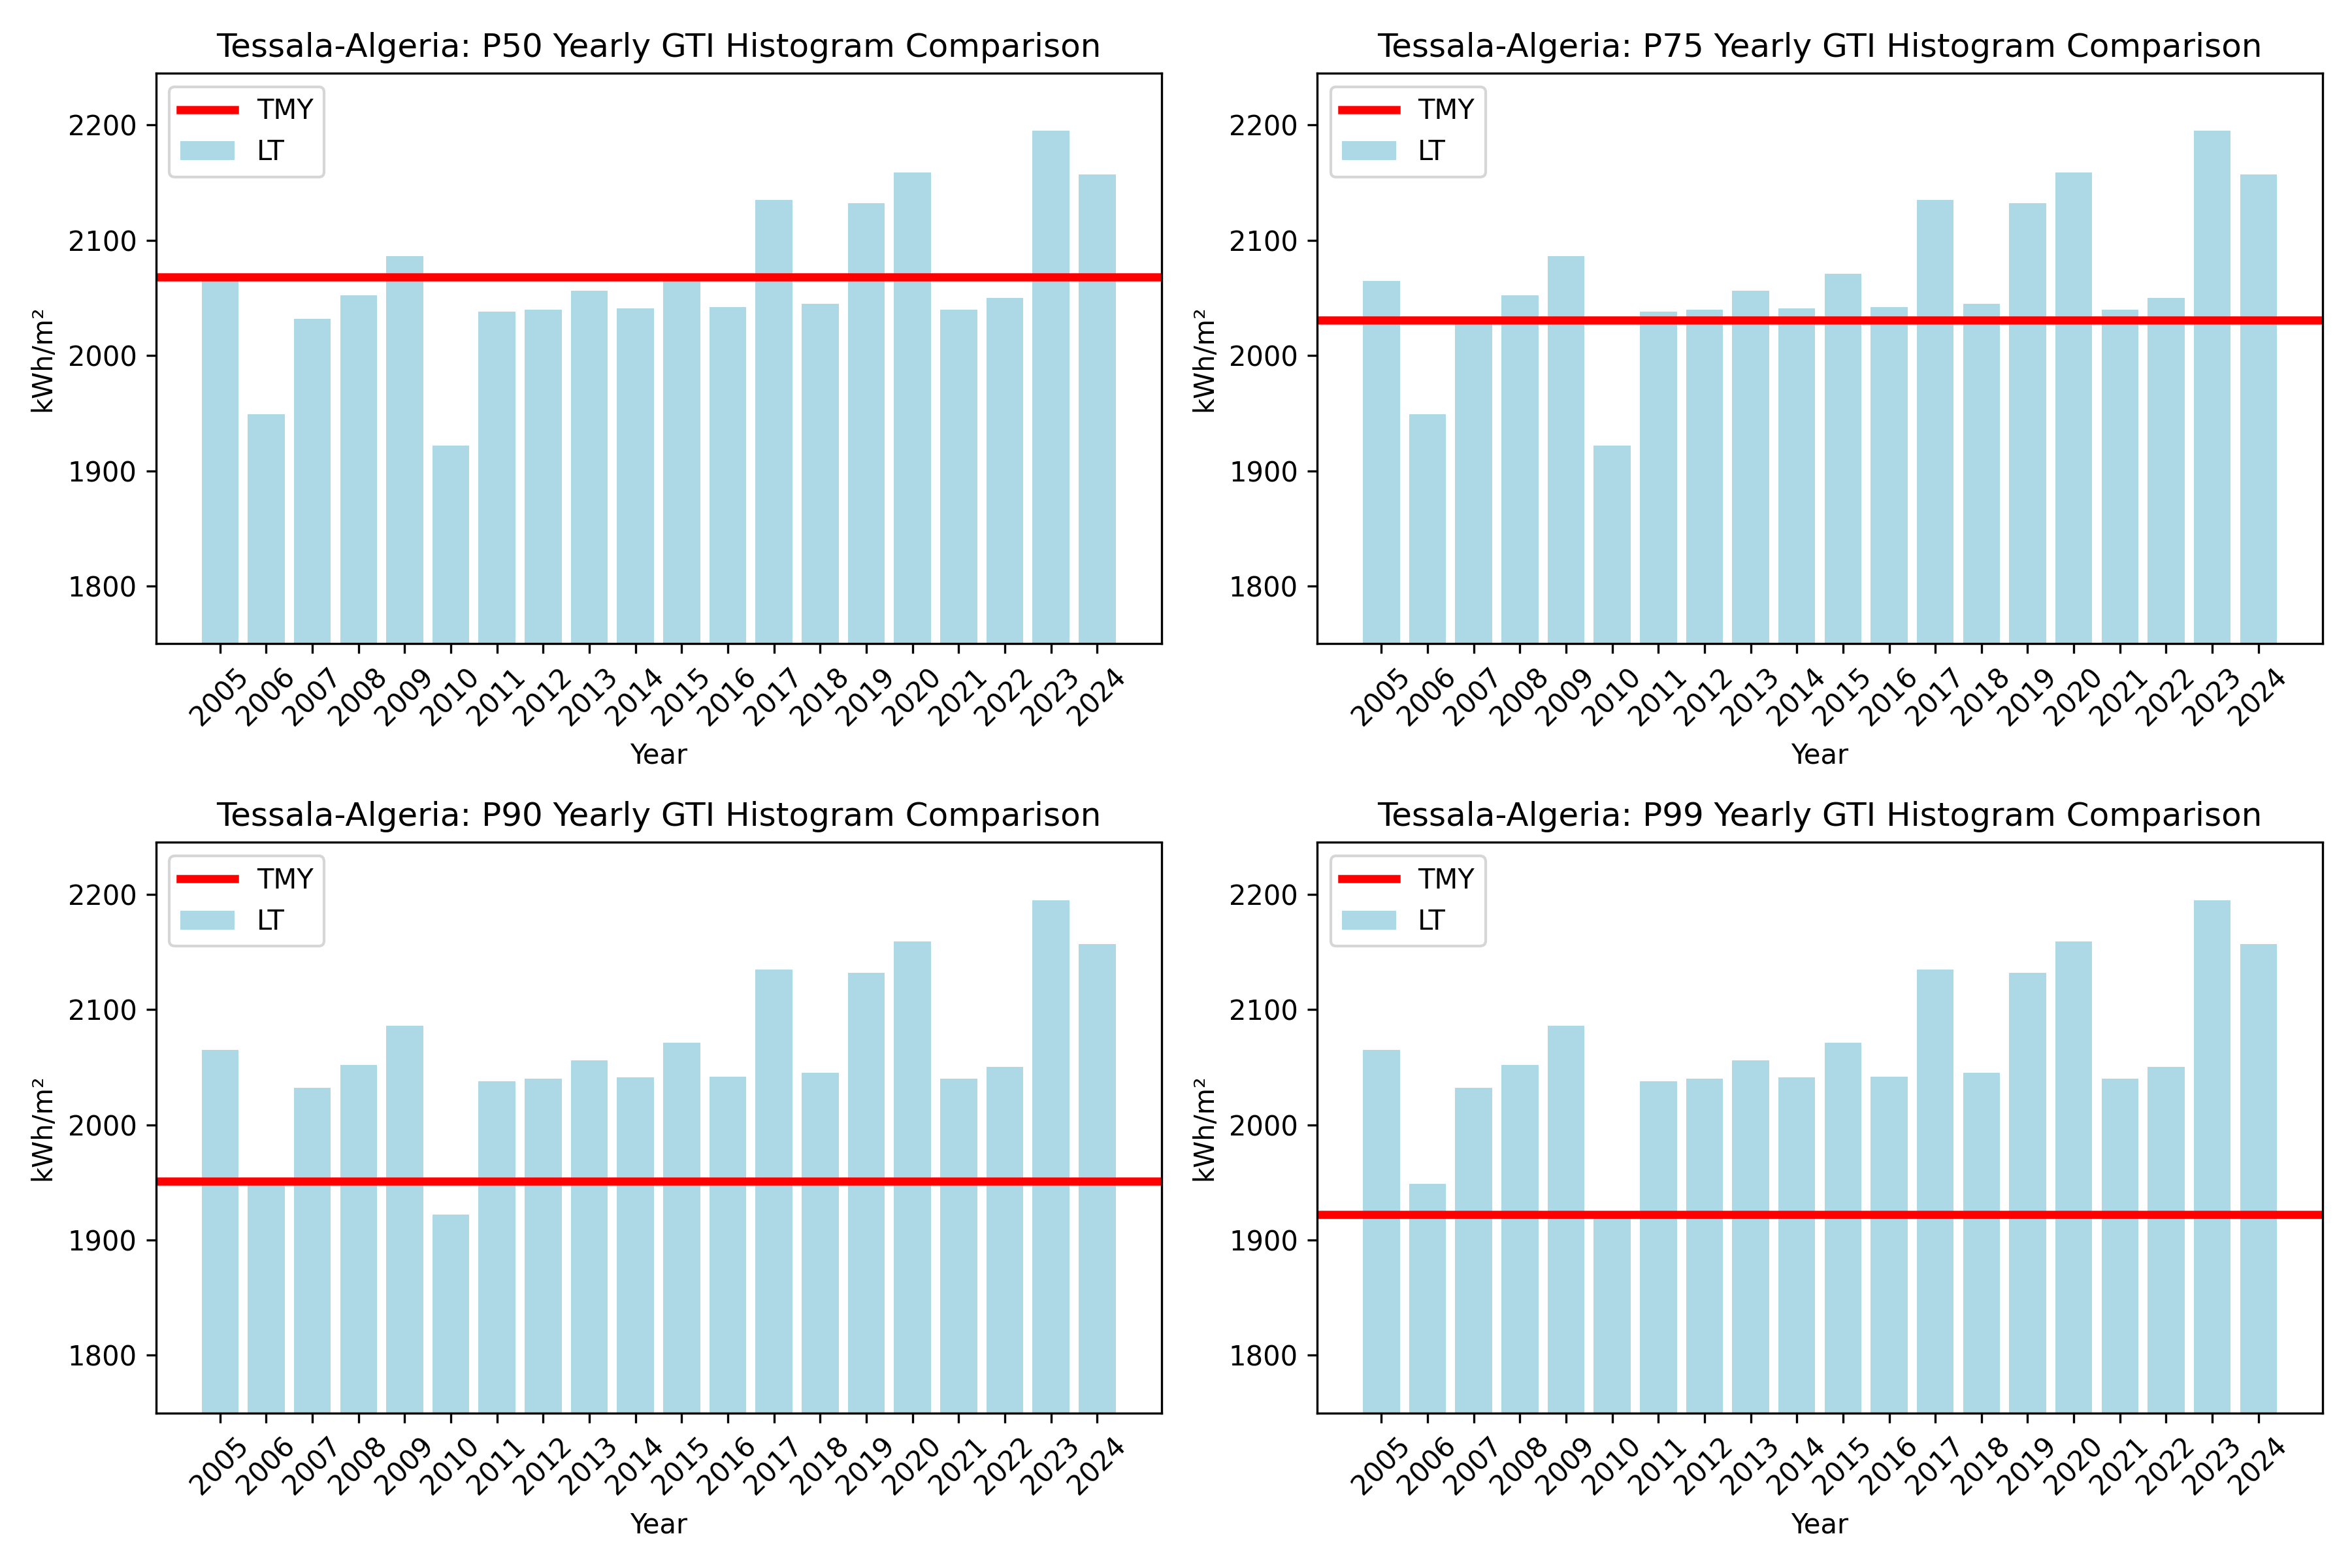 Tessala-Algeria: P50 Yearly GTI Histogram Comparison
TMY
LT
2200
2100
2000
1900
1800
kWh/m²
2005 2006 2007 2008 2009 2010 2011 2012 2013 2014 2015 2016 2017 2018 2019 2020 2021 2022 2023 2024
Year
Tessala-Algeria: P75 Yearly GTI Histogram Comparison
TMY
LT
2200
2100
2000
1900
1800
kWh/m²
2005 2006 2007 2008 2009 2010 2011 2012 2013 2014 2015 2016 2017 2018 2019 2020 2021 2022 2023 2024
Year
Tessala-Algeria: P90 Yearly GTI Histogram Comparison
TMY
LT
2200
2100
2000
1900
1800
kWh/m²
2005 2006 2007 2008 2009 2010 2011 2012 2013 2014 2015 2016 2017 2018 2019 2020 2021 2022 2023 2024
Year
Tessala-Algeria: P99 Yearly GTI Histogram Comparison
TMY
LT
2200
2100
2000
1900
1800
kWh/m²
2005 2006 2007 2008 2009 2010 2011 2012 2013 2014 2015 2016 2017 2018 2019 2020 2021 2022 2023 2024
Year